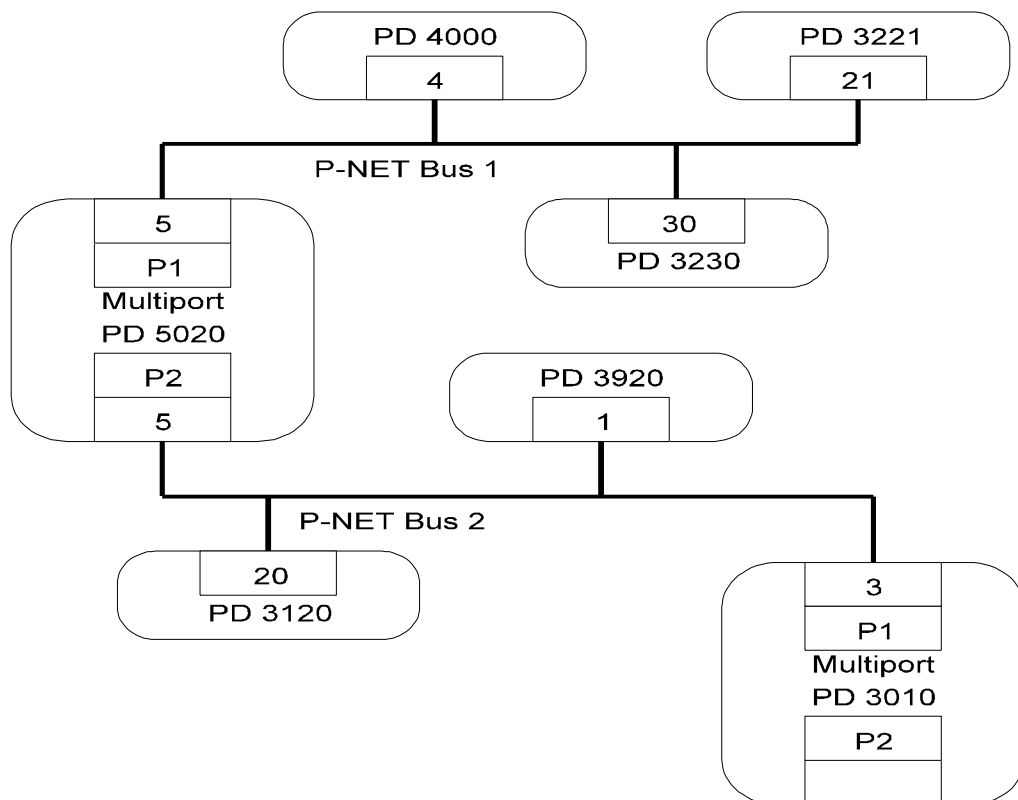 PD 4000
4
PD 3221
21
P-NET Bus 1
5
P1
Multiport
PD 5020
P2
5
30
PD 3230
PD 3920
1
P-NET Bus 2
20
PD 3120
3
P1
Multiport
PD 3010
P2